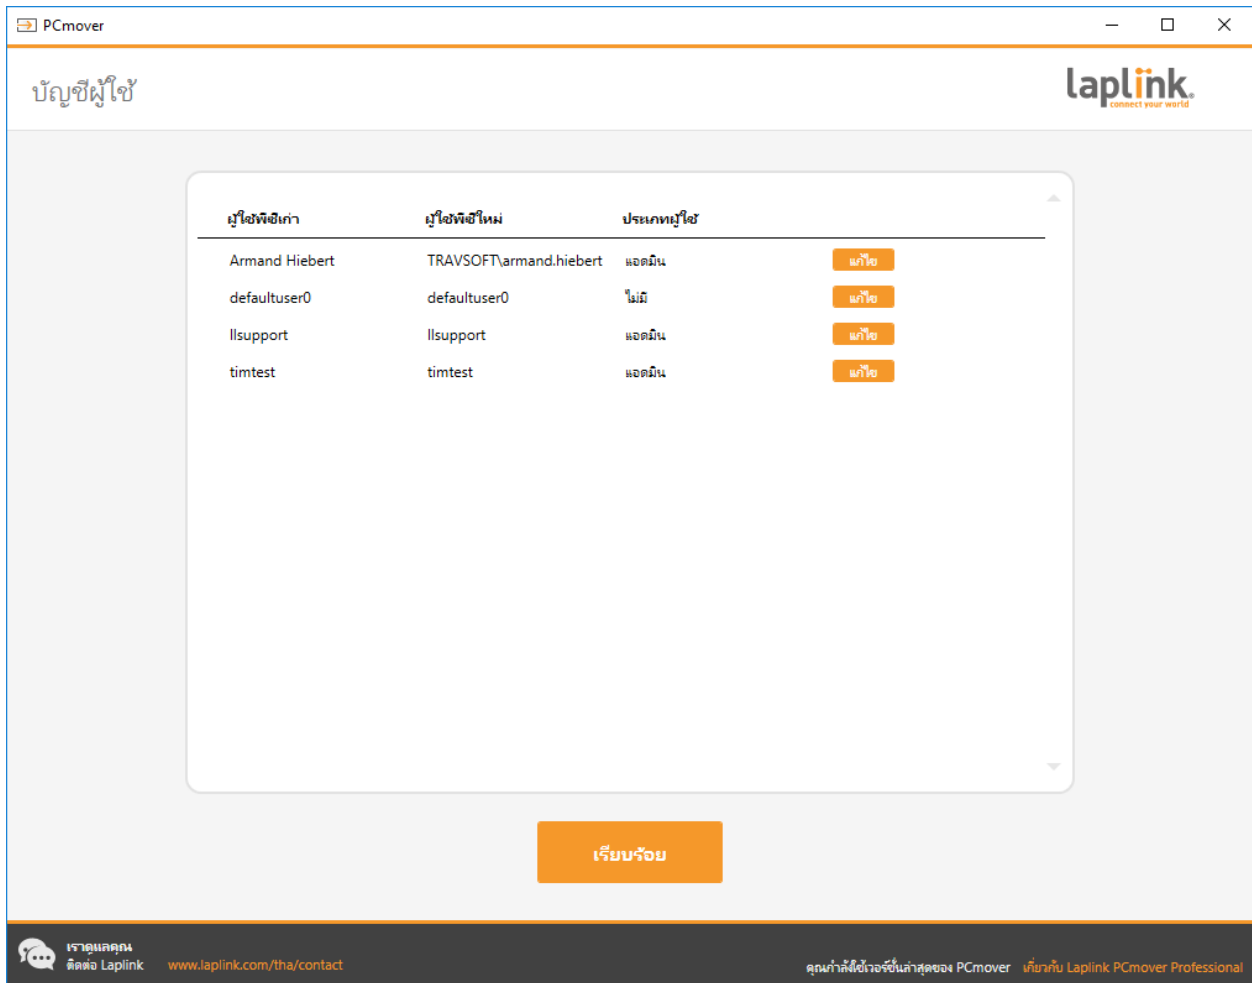 PCmover
บัญชีผู้ใช้
laplink.
connect your world
ผู้ใช้พีซีเก่า ผู้ใช้พีซีใหม่ ประเภทผู้ใช้
Armand Hiebert TRAVSOFT\armand.hiebert แอดมิน แก้ไข
defaultuser0 defaultuser0 ไม่มี แก้ไข
llsupport llsupport แอดมิน แก้ไข
timtest timtest แอดมิน แก้ไข
เรียบร้อย
เราดูแลคุณ
ติดต่อ Laplink www.laplink.com/tha/contact
คุณกำลังใช้เวอร์ชั่นล่าสุดของ PCmover เกี่ยวกับ Laplink PCmover Professional